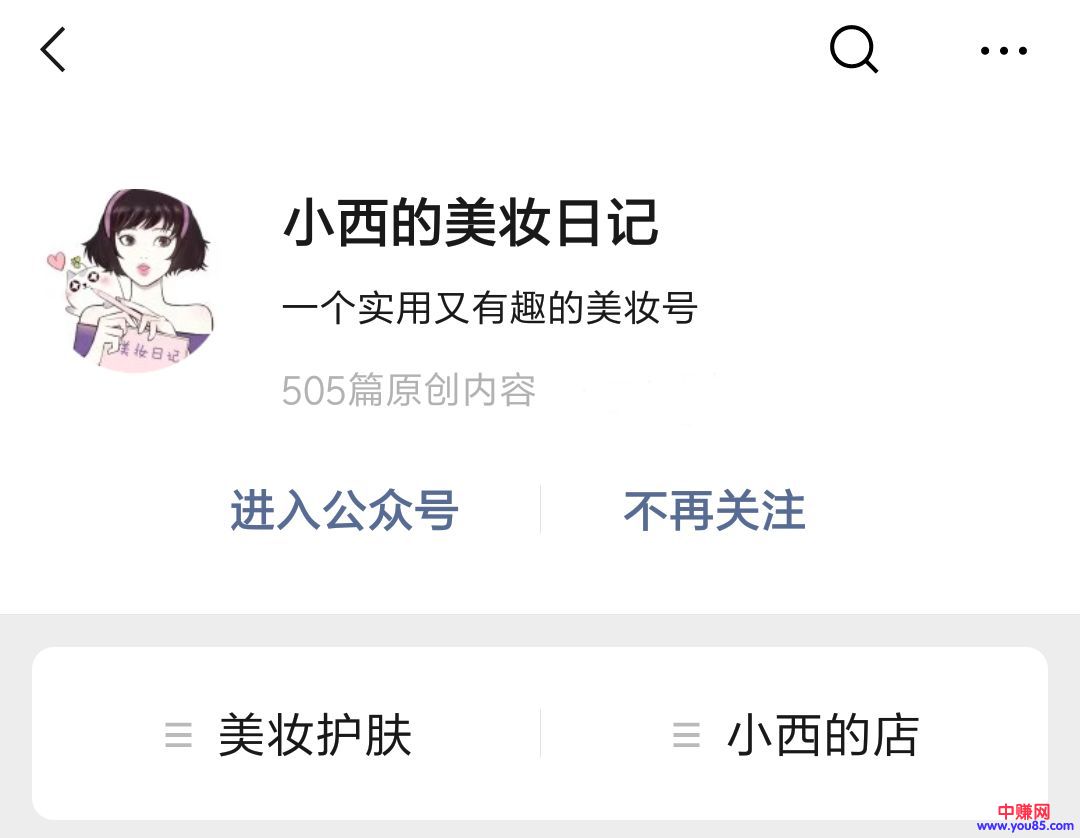 小西的美妆日记
一个实用又有趣的美妆号
美妆日记
505篇原创内容
进入公众号
不再关注
美妆护肤
小西的店
中赚网
www.you85.com